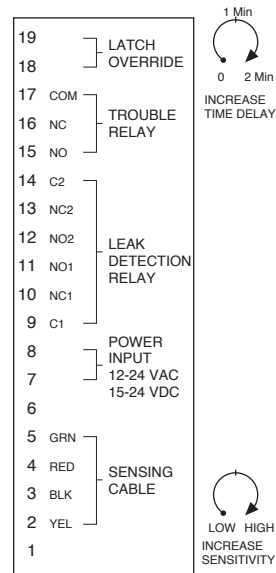 19
18
LATCH
OVERRIDE
17 COM
16 NC
15 NO
TROUBLE
RELAY
14 C2
13 NC2
12 NO2
11 NO1
10 NC1
9 C1
LEAK
DETECTION
RELAY
8
7
POWER
INPUT
12-24 VAC
15-24 VDC
6
5 GRN
4 RED
3 BLK
2 YEL
SENSING
CABLE
1
1 Min
0 2 Min
INCREASE
TIME DELAY
LOW HIGH
INCREASE
SENSITIVITY